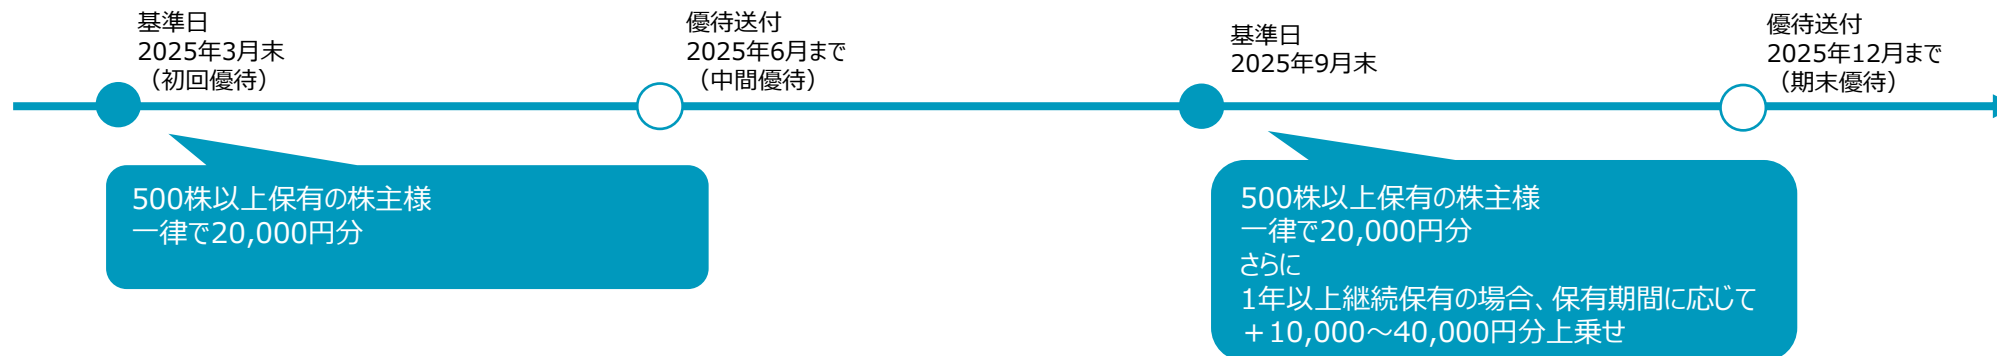 基準日
2025年3月末
（初回優待）
優待送付
2025年6月まで
（中間優待）
基準日
2025年9月末
優待送付
2025年12月まで
（期末優待）
500株以上保有の株主様
一律で20,000円分
500株以上保有の株主様
一律で20,000円分
さらに
1年以上継続保有の場合、保有期間に応じて
＋10,000～40,000円分上乗せ